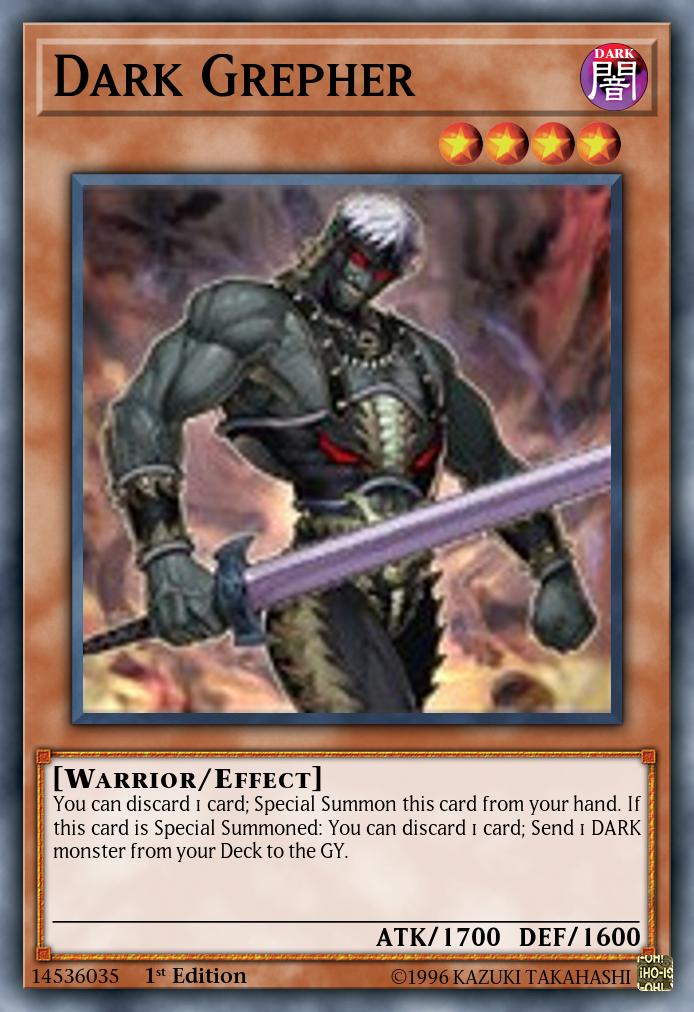 Dark Grepher
DARK
闇
[Warrior/Effect]
You can discard 1 card; Special Summon this card from your hand. If
this card is Special Summoned: You can discard 1 card; Send 1 DARK
monster from your Deck to the GY.
ATK/1700 DEF/1600
14536035 1st Edition ©1996 KAZUKI TAKAHASHI